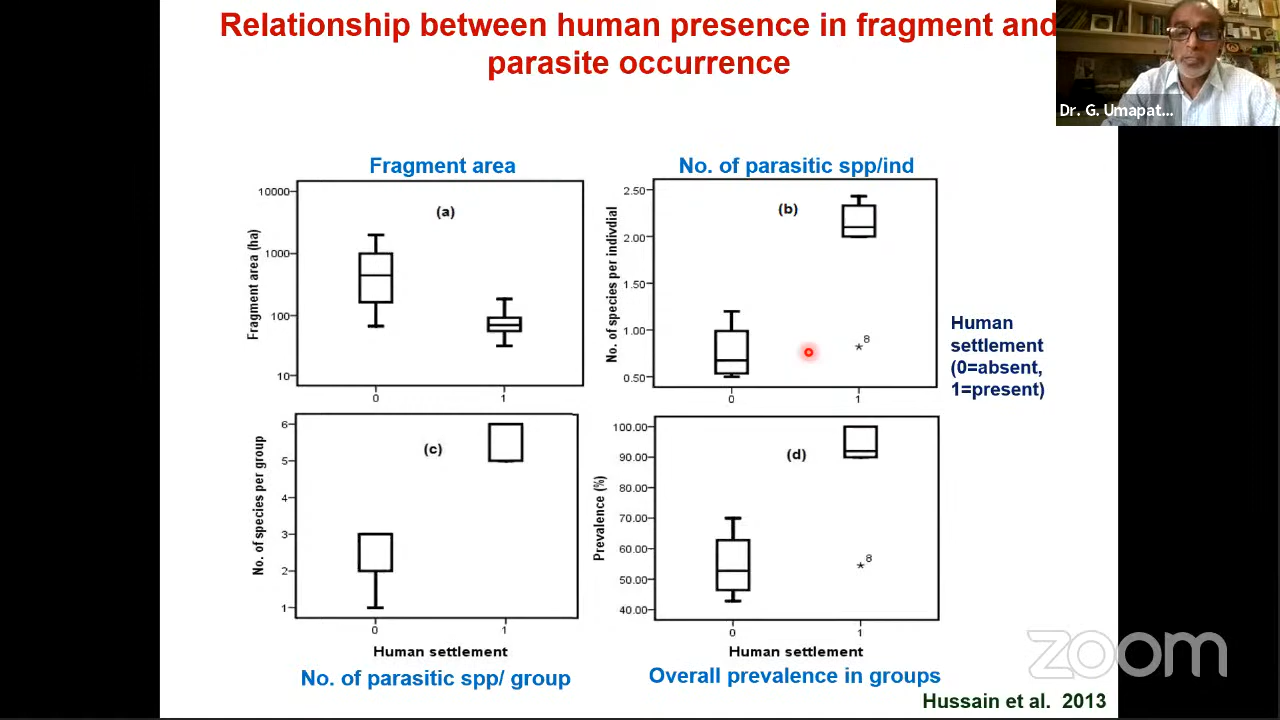 Relationship between human presence in fragment and
parasite occurrence
Dr. G. Umapat...
Fragment area
No. of parasitic spp/ind
Fragment area (ha)
10000
1000
100
10
(a)
0
1
No. of species per indivdial
2.50
2.00
1.50
1.00
0.50
(b)
8
0
1
Human
settlement
(0=absent,
1=present)
No. of species per group
6
5
4
3
2
1
(c)
0
1
Human settlement
No. of parasitic spp/ group
Prevalence (%)
100.00
90.00
80.00
70.00
60.00
50.00
40.00
(d)
8
0
1
Human settlement
Overall prevalence in groups
zoom
Hussain et al. 2013